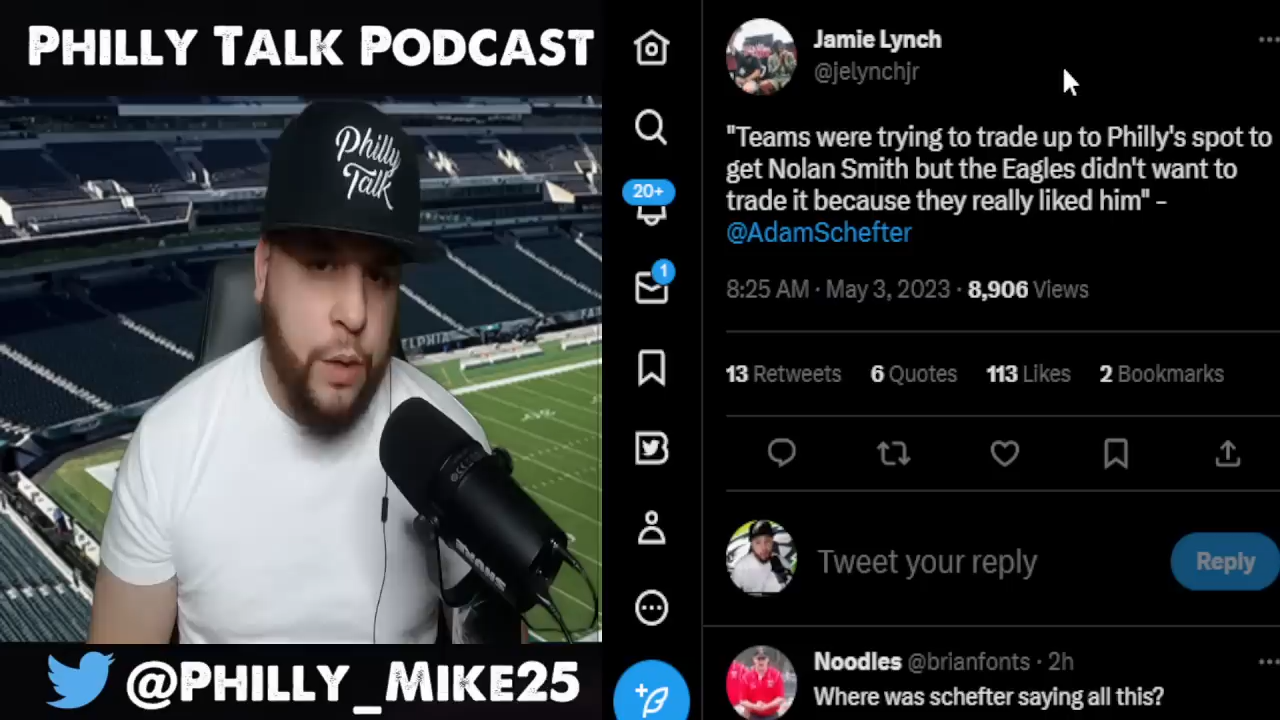 PHILLY TALK PODCAST
Philly
Talk
@PHILLY_MIKE25
20+
1
Jamie Lynch
@jelynchjr
"Teams were trying to trade up to Philly's spot to
get Nolan Smith but the Eagles didn't want to
trade it because they really liked him" -
@AdamSchefter
8:25 AM · May 3, 2023 · 8,906 Views
13 Retweets 6 Quotes 113 Likes 2 Bookmarks
Tweet your reply
Reply
Noodles @brianfonts · 2h
Where was schefter saying all this?